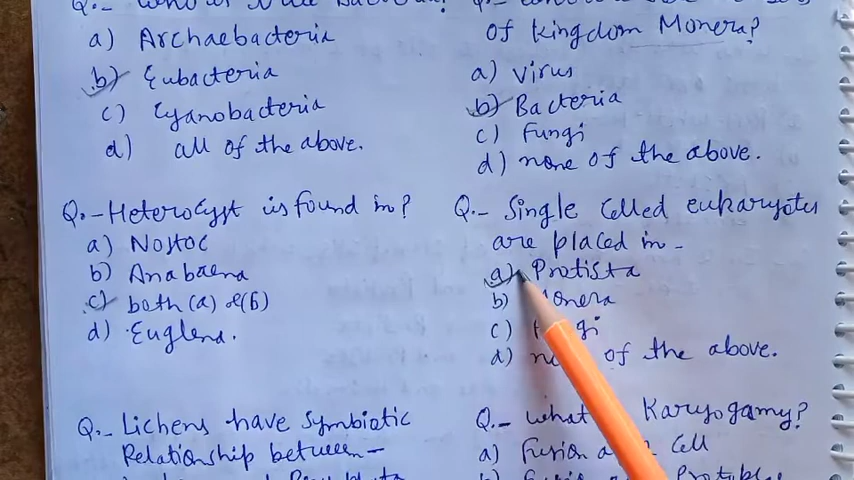 a) Archaebacteria
b) Eubacteria
c) Cyanobacteria
d) all of the above.
Q.- Heterocyst is found in?
a) Nostoc
b) Anabaena
c) both (a) &(b)
d) Euglena.
Q.- Lichens have symbiotic
Relationship between-
of kingdom Monera?
a) Virus
b) Bacteria
c) Fungi
d) none of the above.
Q.- Single Celled eukaryotes
are placed in -
a) Protista
b) Monera
c)
d) of the above.
Q.- what Karyogamy?
a) Fusion Cell